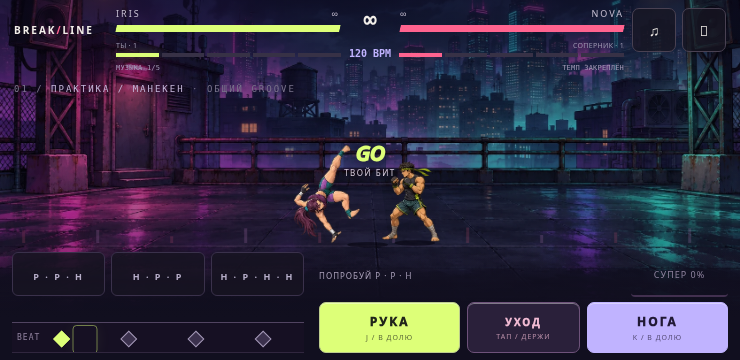 BREAK/LINE
IRIS ∞
∞
∞ NOVA
ТЫ · 1
120 BPM
СОПЕРНИК · 1
МУЗЫКА 1/5
ТЕМП ЗАКРЕПЛЁН
01 / ПРАКТИКА / МАНЕКЕН · ОБЩИЙ GROOVE
GO
ТВОЙ БИТ
Р · Р · Н
Н · Р · Р
Н · Р · Н · Н
ПОПРОБУЙ Р · Р · Н
СУПЕР 0%
BEAT
РУКА
J / В ДОЛЮ
УХОД
ТАП / ДЕРЖИ
НОГА
K / В ДОЛЮ